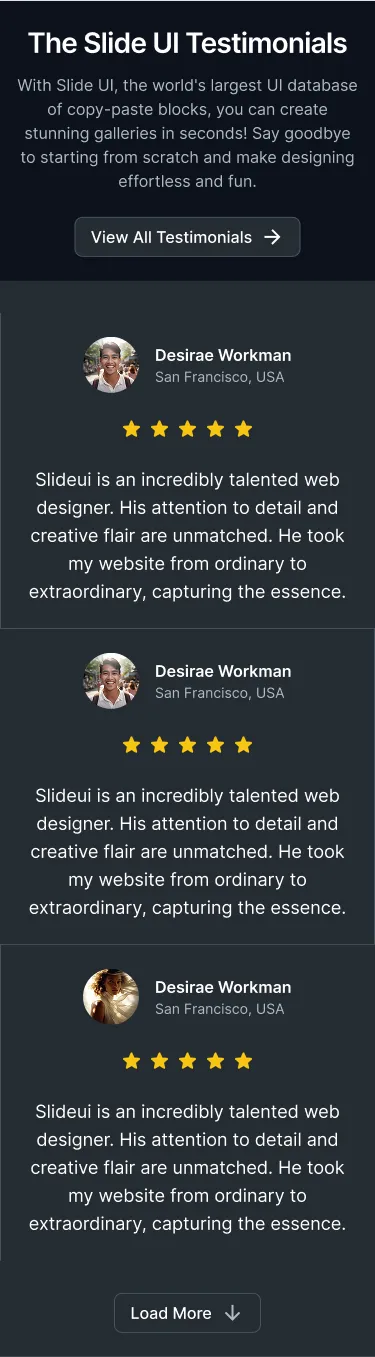 The Slide UI Testimonials
With Slide UI, the world's largest UI database
of copy-paste blocks, you can create
stunning galleries in seconds! Say goodbye
to starting from scratch and make designing
effortless and fun.
View All Testimonials
Desirae Workman
San Francisco, USA
Slideui is an incredibly talented web
designer. His attention to detail and
creative flair are unmatched. He took
my website from ordinary to
extraordinary, capturing the essence.
Desirae Workman
San Francisco, USA
Slideui is an incredibly talented web
designer. His attention to detail and
creative flair are unmatched. He took
my website from ordinary to
extraordinary, capturing the essence.
Desirae Workman
San Francisco, USA
Slideui is an incredibly talented web
designer. His attention to detail and
creative flair are unmatched. He took
my website from ordinary to
extraordinary, capturing the essence.
Load More